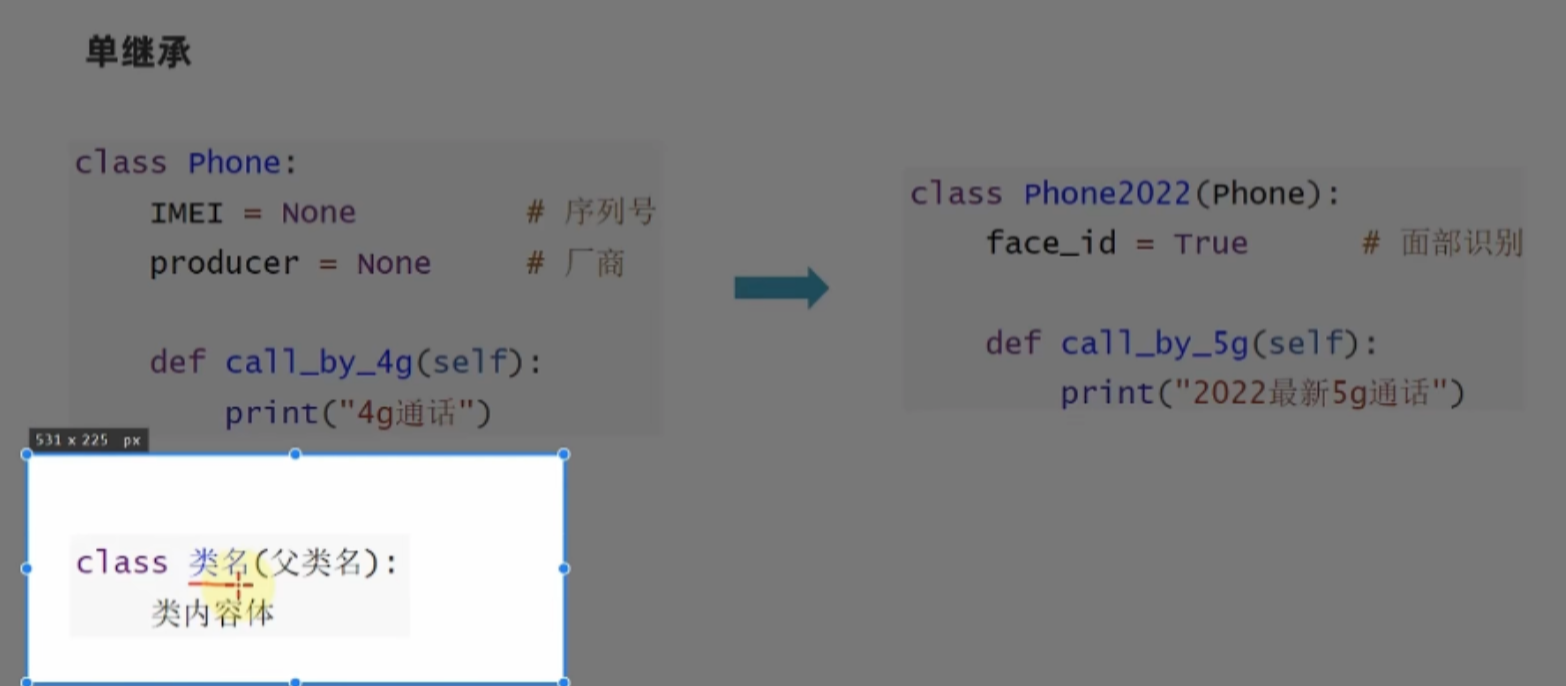 单继承
class Phone:
    IMEI = None         # 序列号
    producer = None     # 厂商

    def call_by_4g(self):
        print("4g通话")
class Phone2022(Phone):
    face_id = True      # 面部识别

    def call_by_5g(self):
        print("2022最新5g通话")
531 x 225 px
class 类名(父类名):
    类内容体